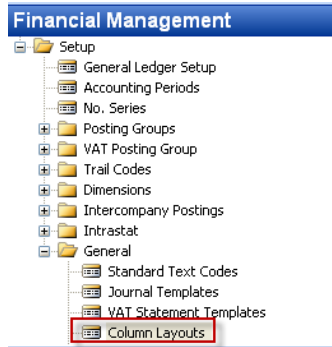 Financial Management
Setup
General Ledger Setup
Accounting Periods
No. Series
Posting Groups
VAT Posting Group
Trail Codes
Dimensions
Intercompany Postings
Intrastat
General
Standard Text Codes
Journal Templates
VAT Statement Templates
Column Layouts